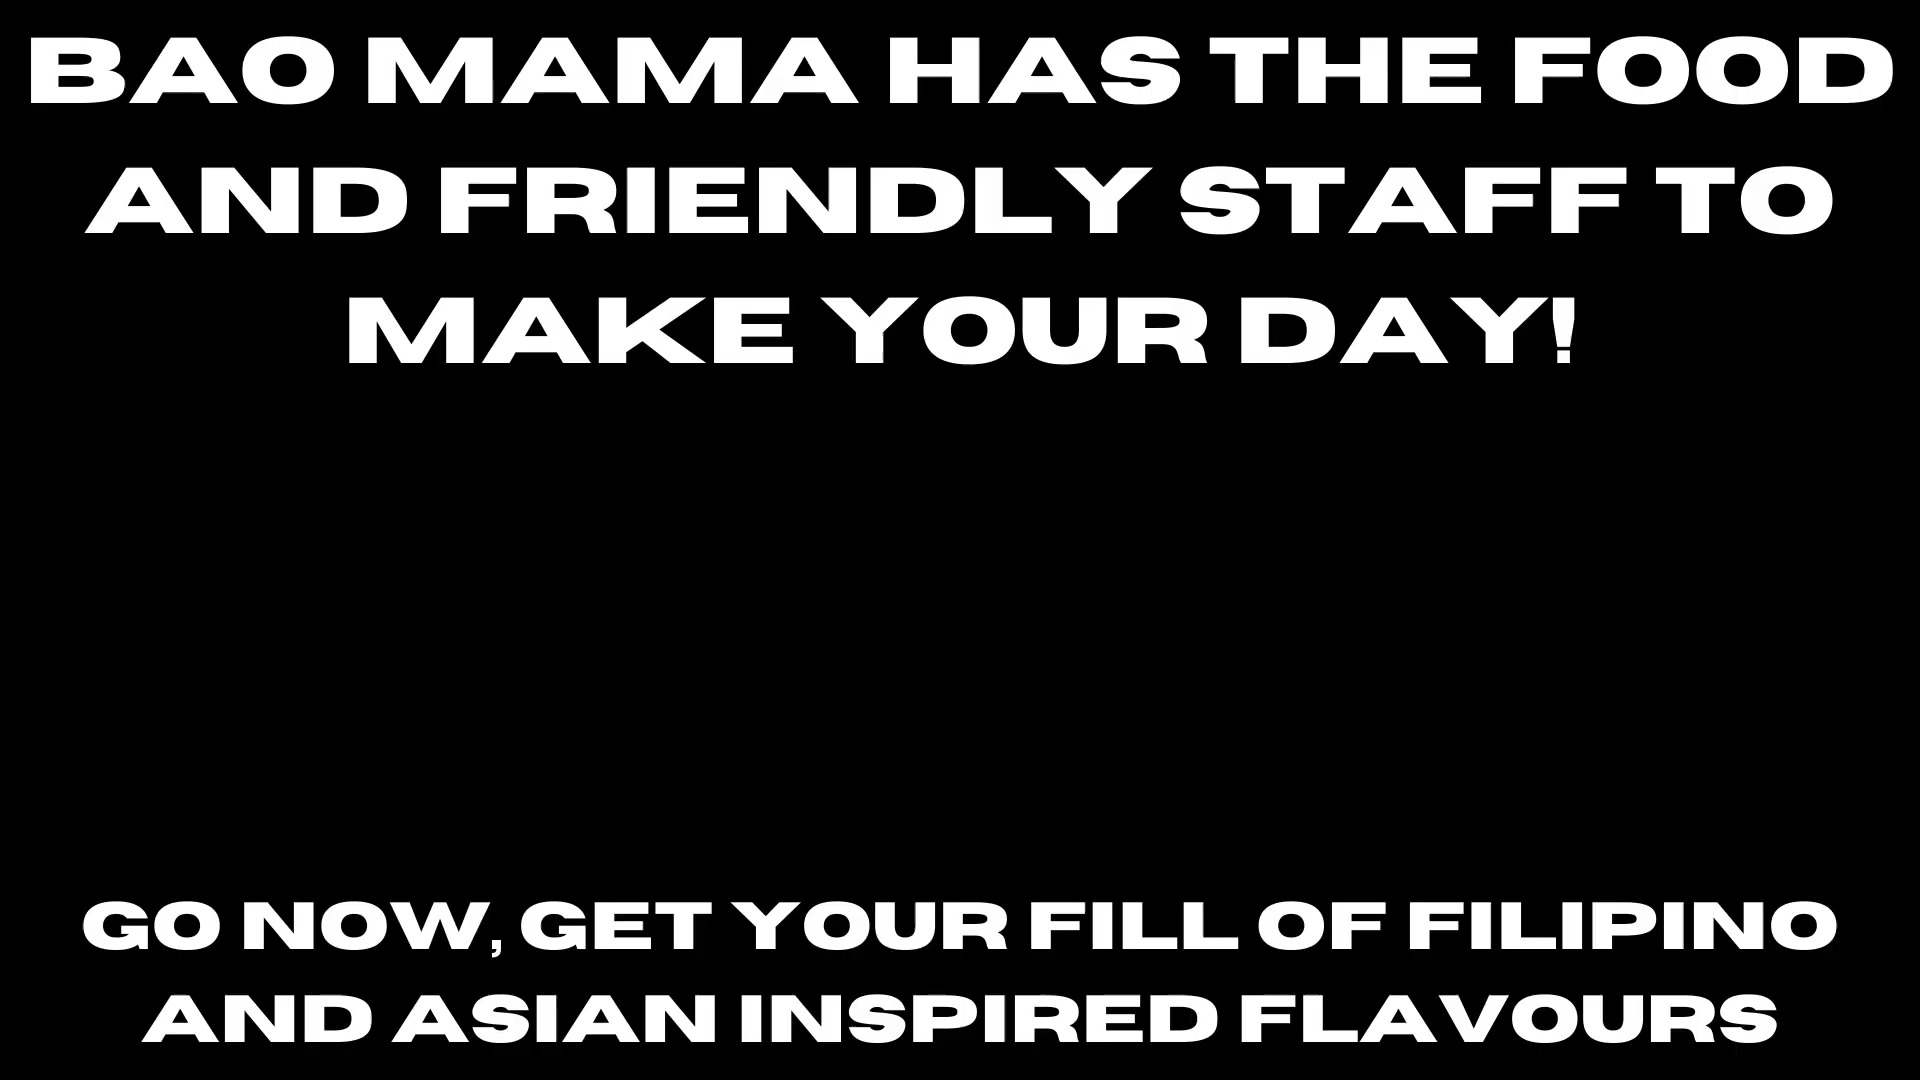 BAO MAMA HAS THE FOOD
AND FRIENDLY STAFF TO
MAKE YOUR DAY!
GO NOW, GET YOUR FILL OF FILIPINO
AND ASIAN INSPIRED FLAVOURS